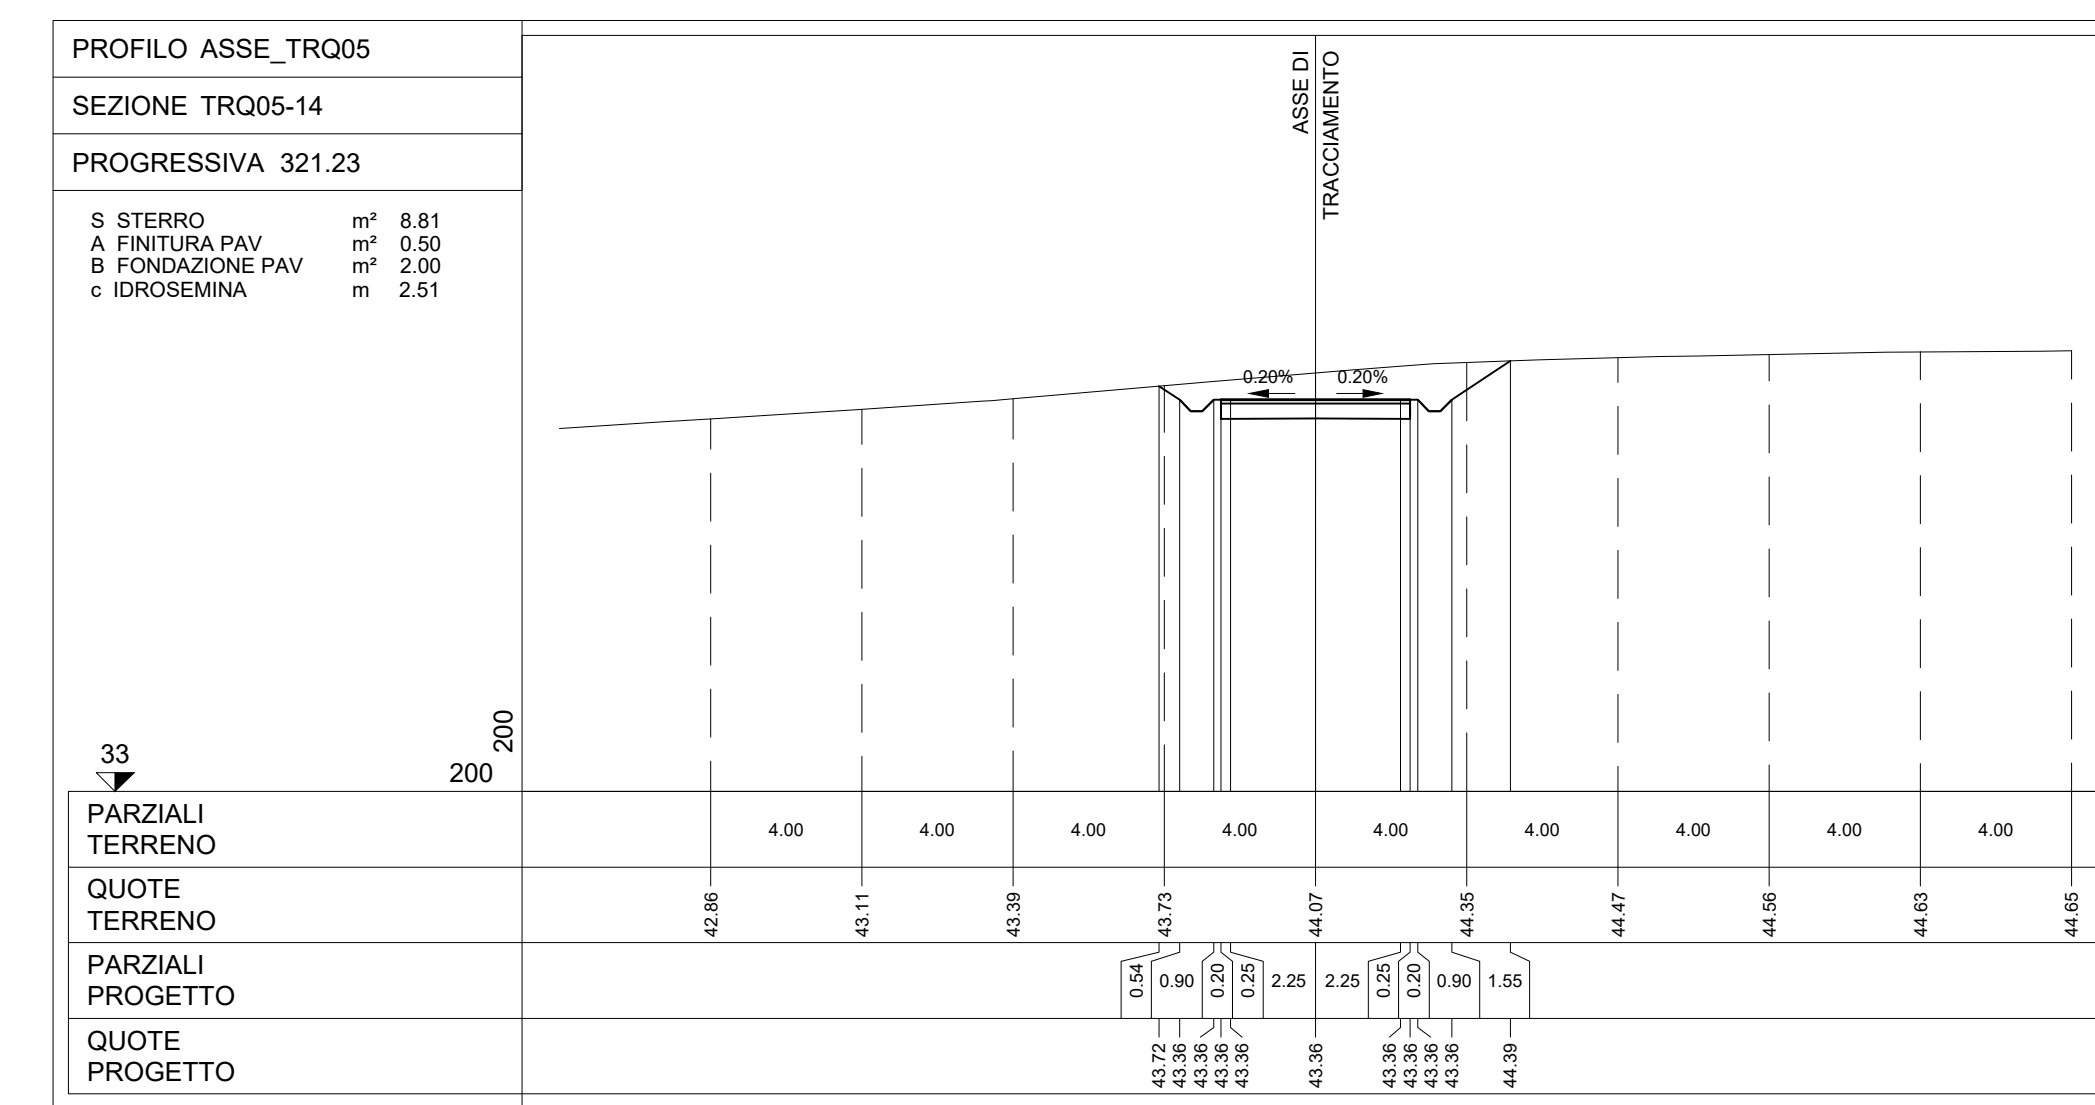 PROFILO ASSE_TRQ05
SEZIONE TRQ05-14
PROGRESSIVA 321.23
S STERRO m² 8.81
A FINITURA PAV m² 0.50
B FONDAZIONE PAV m² 2.00
c IDROSEMINA m 2.51
ASSE DI
TRACCIAMENTO
0.20% 0.20%
200
33
200
PARZIALI
TERRENO
4.00 4.00 4.00 4.00 4.00 4.00 4.00 4.00 4.00
QUOTE
TERRENO
42.86 43.11 43.39 43.73 44.07 44.35 44.47 44.56 44.63 44.65
PARZIALI
PROGETTO
0.54 0.90 0.20 0.25 2.25 2.25 0.25 0.20 0.90 1.55
QUOTE
PROGETTO
43.72 43.36 43.36 43.36 43.36 43.36 43.36 43.36 43.36 43.36 44.39